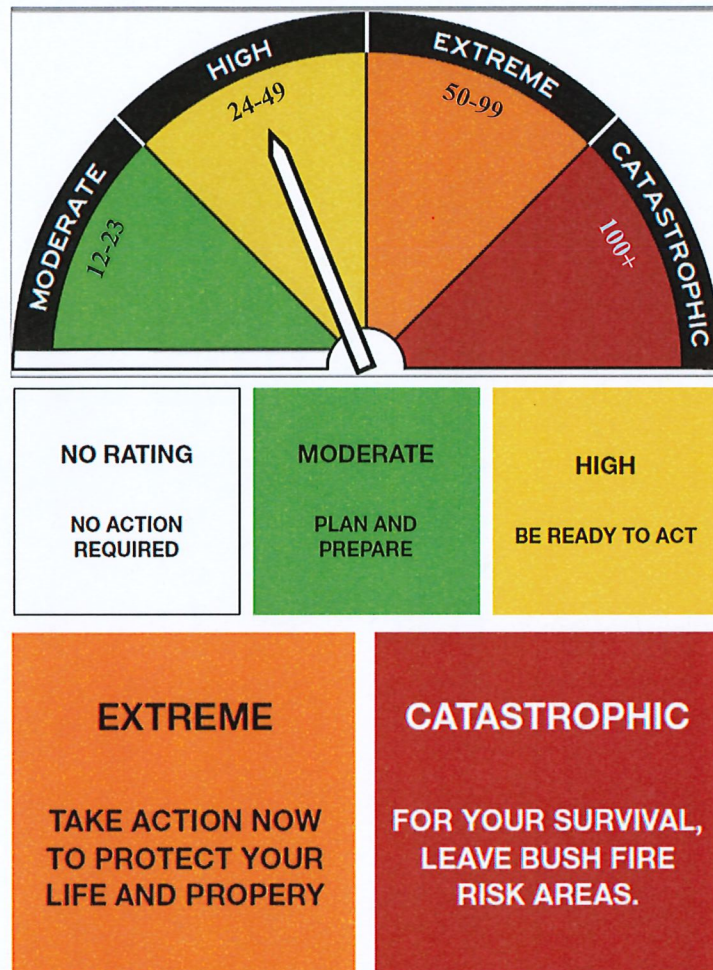 MODERATE
HIGH
EXTREME
CATASTROPHIC
12-23
24-49
50-99
100+
NO RATING
NO ACTION
REQUIRED
MODERATE
PLAN AND
PREPARE
HIGH
BE READY TO ACT
EXTREME
TAKE ACTION NOW
TO PROTECT YOUR
LIFE AND PROPERY
CATASTROPHIC
FOR YOUR SURVIVAL,
LEAVE BUSH FIRE
RISK AREAS.